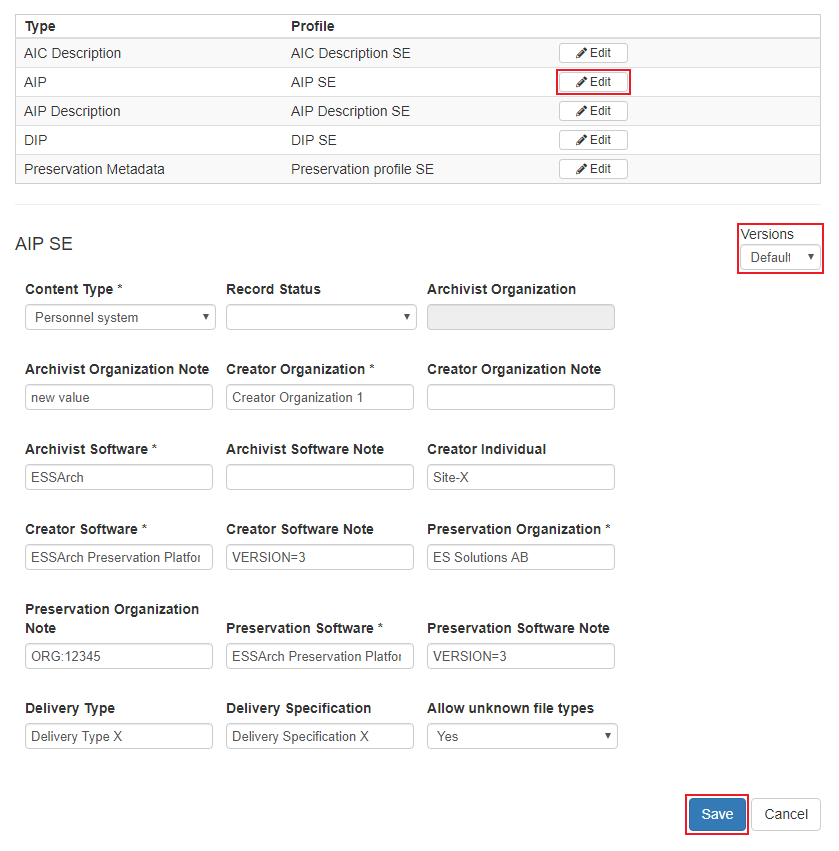 Type Profile
AIC Description AIC Description SE Edit
AIP AIP SE Edit
AIP Description AIP Description SE Edit
DIP DIP SE Edit
Preservation Metadata Preservation profile SE Edit
AIP SE
Versions
Default
Content Type * Record Status Archivist Organization
Personnel system
Archivist Organization Note Creator Organization * Creator Organization Note
new value Creator Organization 1
Archivist Software * Archivist Software Note Creator Individual
ESSArch Site-X
Creator Software * Creator Software Note Preservation Organization *
ESSArch Preservation Platfor VERSION=3 ES Solutions AB
Preservation Organization
Note Preservation Software * Preservation Software Note
ORG:12345 ESSArch Preservation Platfor VERSION=3
Delivery Type Delivery Specification Allow unknown file types
Delivery Type X Delivery Specification X Yes
Save Cancel